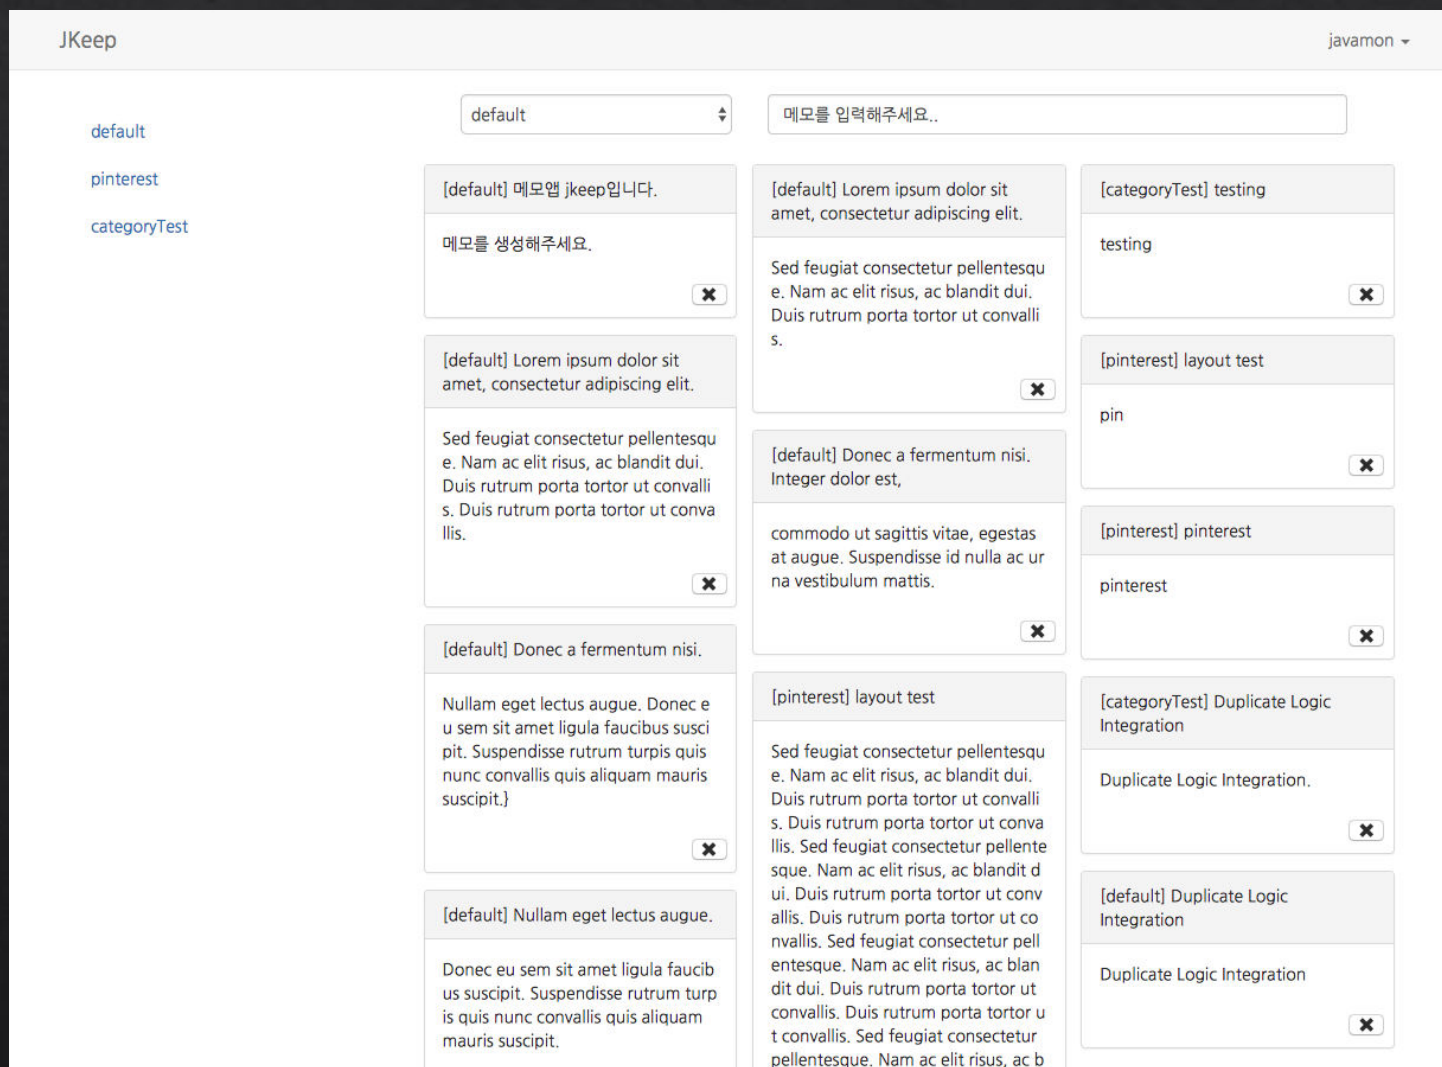 JKeep
javamon
default
pinterest
categoryTest
default
메모를 입력해주세요..
[default] 메모앱 jkeep입니다.
메모를 생성해주세요.
[default] Lorem ipsum dolor sit
amet, consectetur adipiscing elit.
Sed feugiat consectetur pellentesqu
e. Nam ac elit risus, ac blandit dui.
Duis rutrum porta tortor ut convalli
s. Duis rutrum porta tortor ut conva
llis.
[default] Donec a fermentum nisi.
Nullam eget lectus augue. Donec e
u sem sit amet ligula faucibus susci
pit. Suspendisse rutrum turpis quis
nunc convallis quis aliquam mauris
suscipit.}
[default] Nullam eget lectus augue.
Donec eu sem sit amet ligula faucib
us suscipit. Suspendisse rutrum turp
is quis nunc convallis quis aliquam
mauris suscipit.
[default] Lorem ipsum dolor sit
amet, consectetur adipiscing elit.
Sed feugiat consectetur pellentesqu
e. Nam ac elit risus, ac blandit dui.
Duis rutrum porta tortor ut convalli
s.
[default] Donec a fermentum nisi.
Integer dolor est,
commodo ut sagittis vitae, egestas
at augue. Suspendisse id nulla ac ur
na vestibulum mattis.
[pinterest] layout test
Sed feugiat consectetur pellentesqu
e. Nam ac elit risus, ac blandit dui.
Duis rutrum porta tortor ut convalli
s. Duis rutrum porta tortor ut conva
llis. Sed feugiat consectetur pellente
sque. Nam ac elit risus, ac blandit d
ui. Duis rutrum porta tortor ut conv
allis. Duis rutrum porta tortor ut co
nvallis. Sed feugiat consectetur pell
entesque. Nam ac elit risus, ac blan
dit dui. Duis rutrum porta tortor ut
convallis. Duis rutrum porta tortor u
t convallis. Sed feugiat consectetur
pellentesque. Nam ac elit risus, ac b
[categoryTest] testing
testing
[pinterest] layout test
pin
[pinterest] pinterest
pinterest
[categoryTest] Duplicate Logic
Integration
Duplicate Logic Integration.
[default] Duplicate Logic
Integration
Duplicate Logic Integration